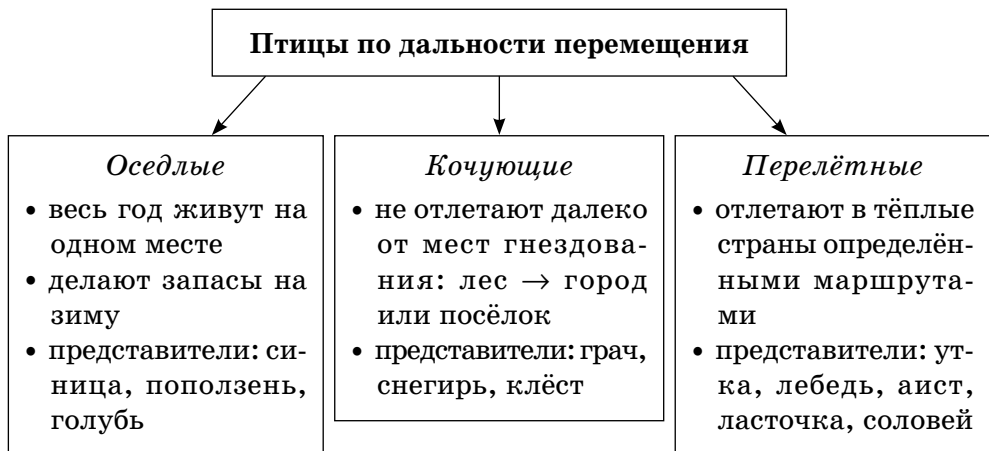 Птицы по дальности перемещения
Оседлые
• весь год живут на
одном месте
• делают запасы на
зиму
• представители: си-
ница, поползень,
голубь
Кочующие
• не отлетают далеко
от мест гнездова-
ния: лес → город
или посёлок
• представители: грач,
снегирь, клёст
Перелётные
• отлетают в тёплые
страны определён-
ными маршрута-
ми
• представители: ут-
ка, лебедь, аист,
ласточка, соловей